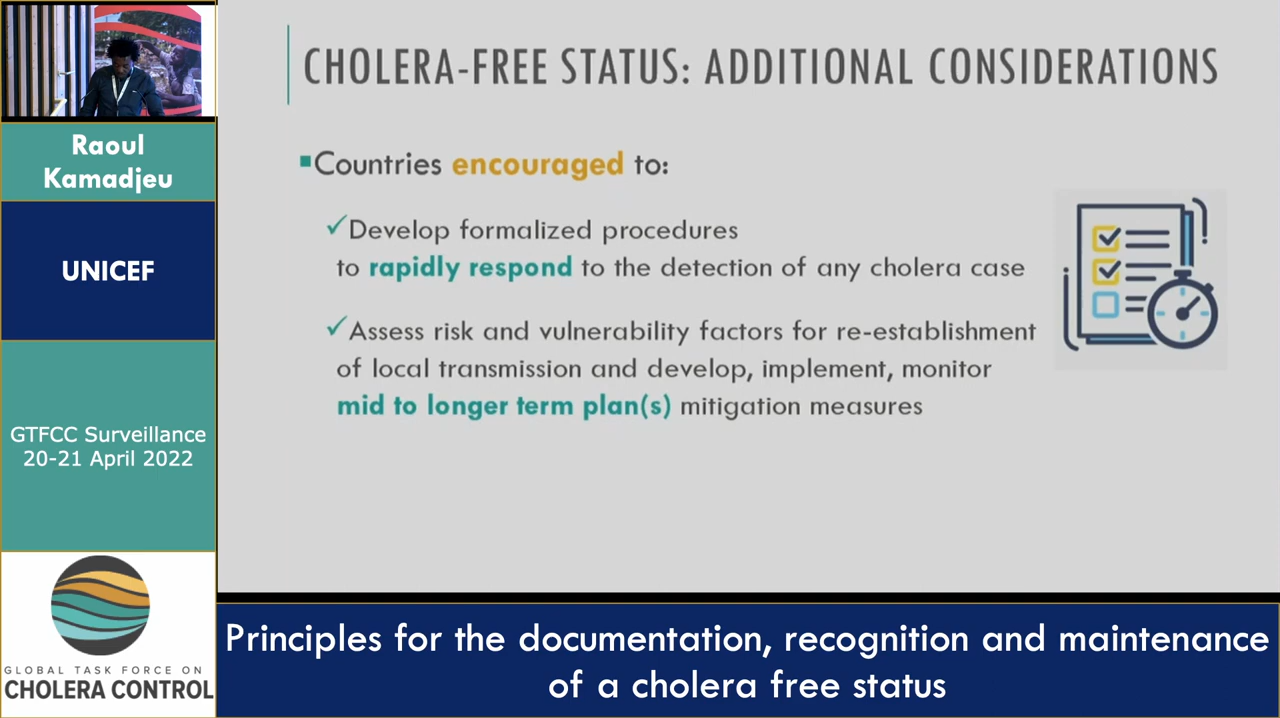 CHOLERA-FREE STATUS: ADDITIONAL CONSIDERATIONS
Countries encouraged to:
✓Develop formalized procedures
to rapidly respond to the detection of any cholera case
✓Assess risk and vulnerability factors for re-establishment
of local transmission and develop, implement, monitor
mid to longer term plan(s) mitigation measures
Raoul
Kamadjeu
UNICEF
GTFCC Surveillance
20-21 April 2022
GLOBAL TASK FORCE ON
CHOLERA CONTROL
Principles for the documentation, recognition and maintenance
of a cholera free status